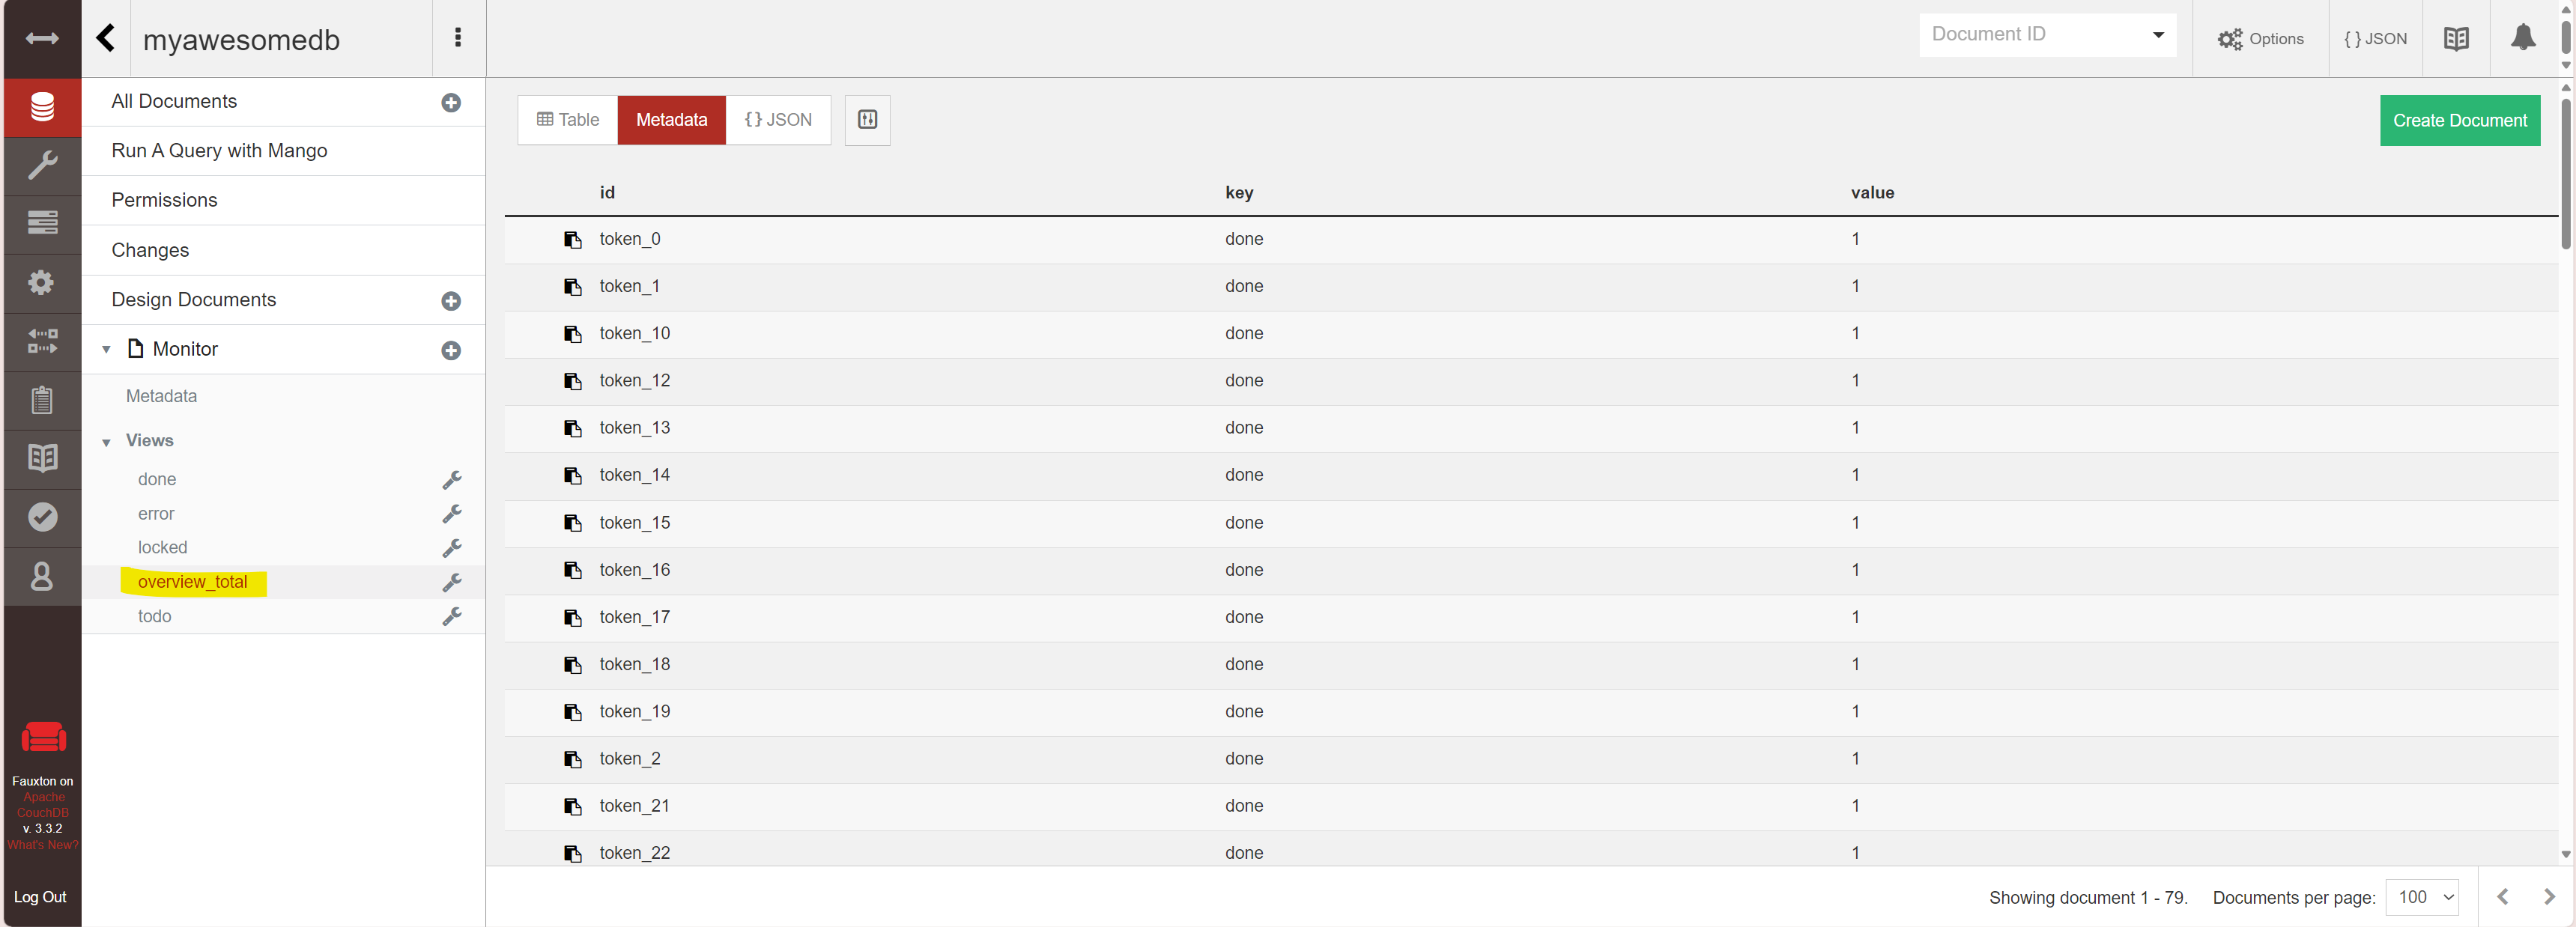 myawesomedb
Document ID
Options
{ } JSON
All Documents
Run A Query with Mango
Permissions
Changes
Design Documents
Monitor
Metadata
Views
done
error
locked
overview_total
todo
Fauxton on
Apache
CouchDB
v. 3.3.2
What's New?
Log Out
Table Metadata {} JSON
Create Document
id key value
token_0 done 1
token_1 done 1
token_10 done 1
token_12 done 1
token_13 done 1
token_14 done 1
token_15 done 1
token_16 done 1
token_17 done 1
token_18 done 1
token_19 done 1
token_2 done 1
token_21 done 1
token_22 done 1
Showing document 1 - 79. Documents per page: 100